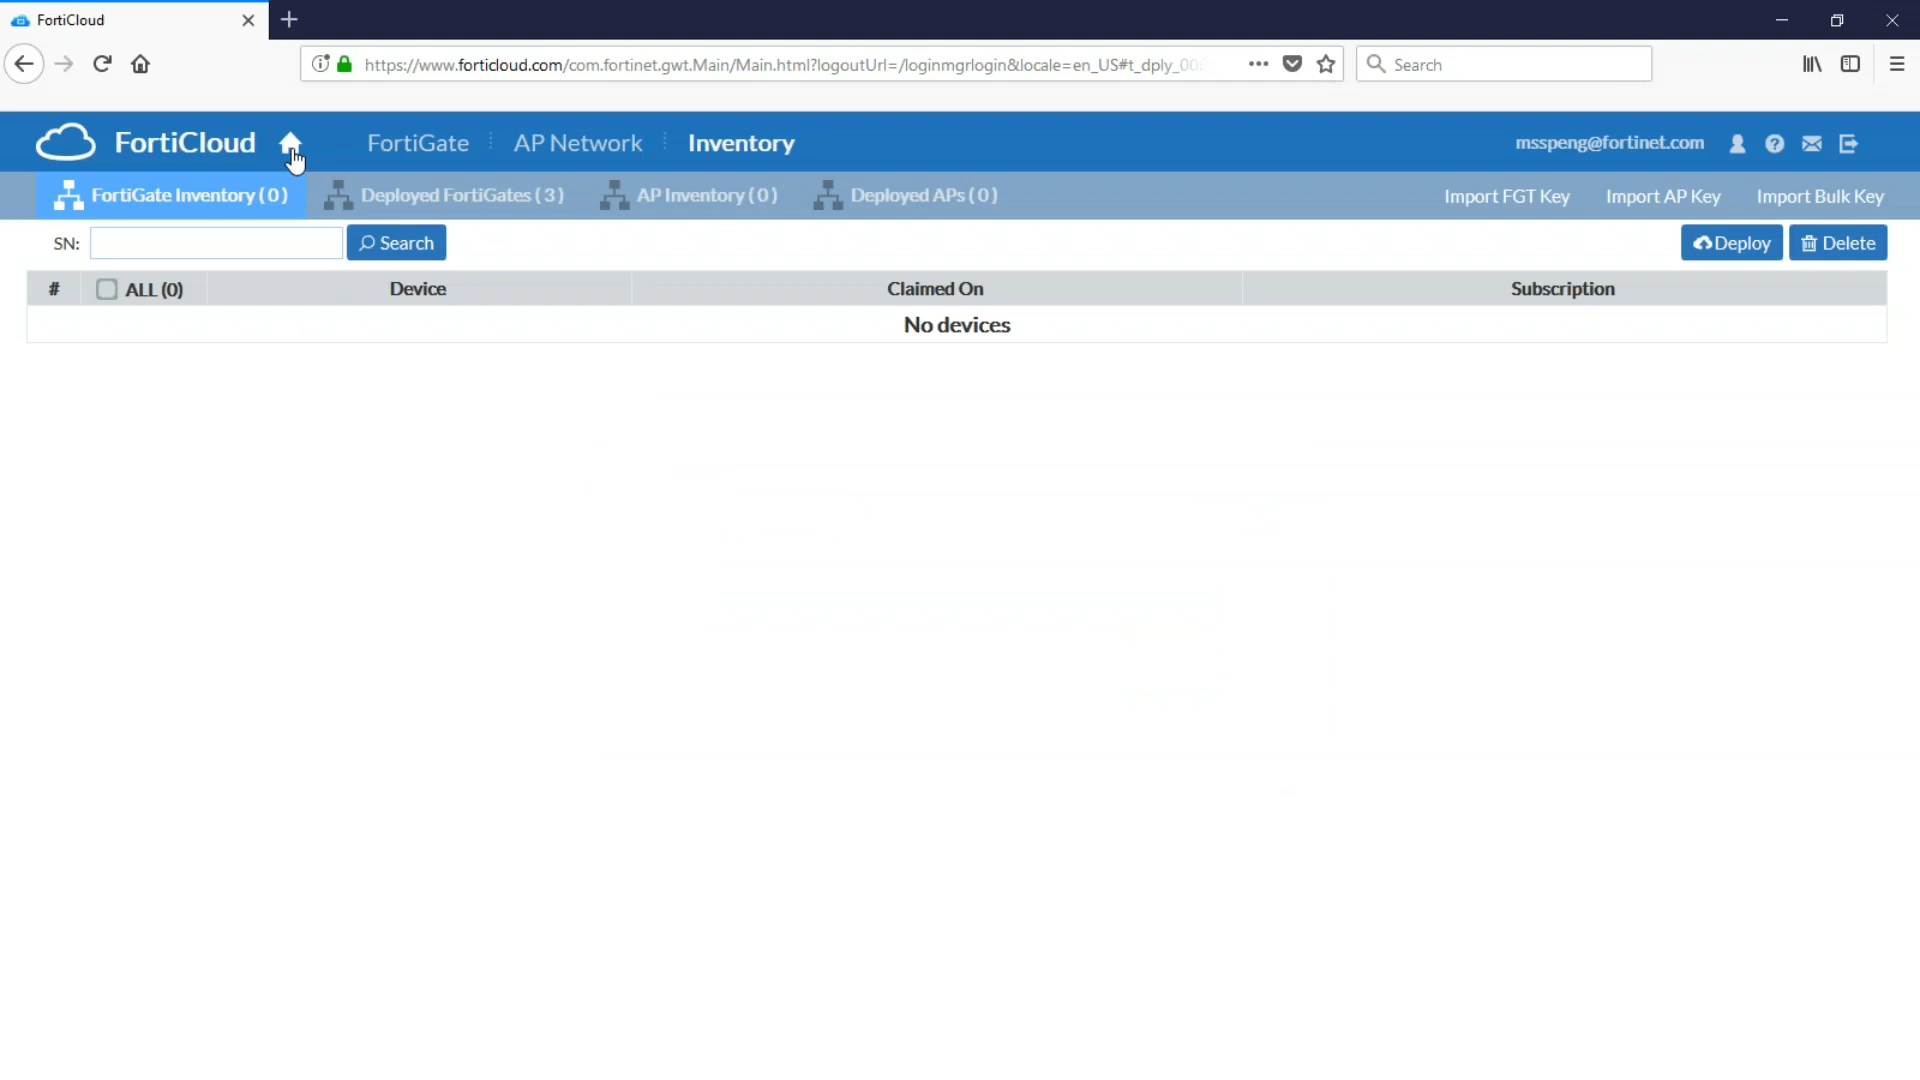 FortiCloud
https://www.forticloud.com/com.fortinet.gwt.Main/Main.html?logoutUrl=/loginmgrlogin&locale=en_US#t_dply_00
Search
FortiCloud FortiGate AP Network Inventory msspeng@fortinet.com
FortiGate Inventory (0) Deployed FortiGates (3) AP Inventory (0) Deployed APs (0) Import FGT Key Import AP Key Import Bulk Key
SN: Search Deploy Delete
# ALL (0) Device Claimed On Subscription
No devices